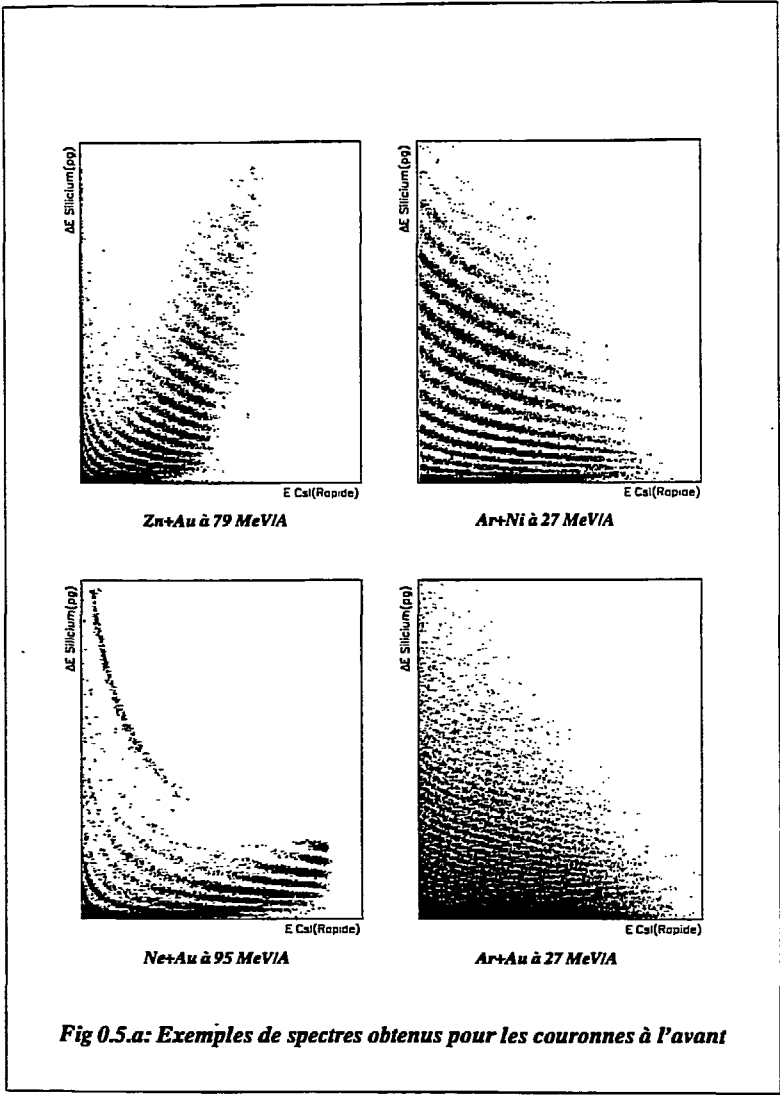 ΔE Silicium(pg)
E CsI(Rapide)
Zn+Au à 79 MeV/A
ΔE Silicium(pg)
E CsI(Rapide)
Ar+Ni à 27 MeV/A
ΔE Silicium(pg)
E CsI(Rapide)
Ne+Au à 95 MeV/A
ΔE Silicium(pg)
E CsI(Rapide)
Ar+Au à 27 MeV/A
Fig 0.5.a: Exemples de spectres obtenus pour les couronnes à l'avant